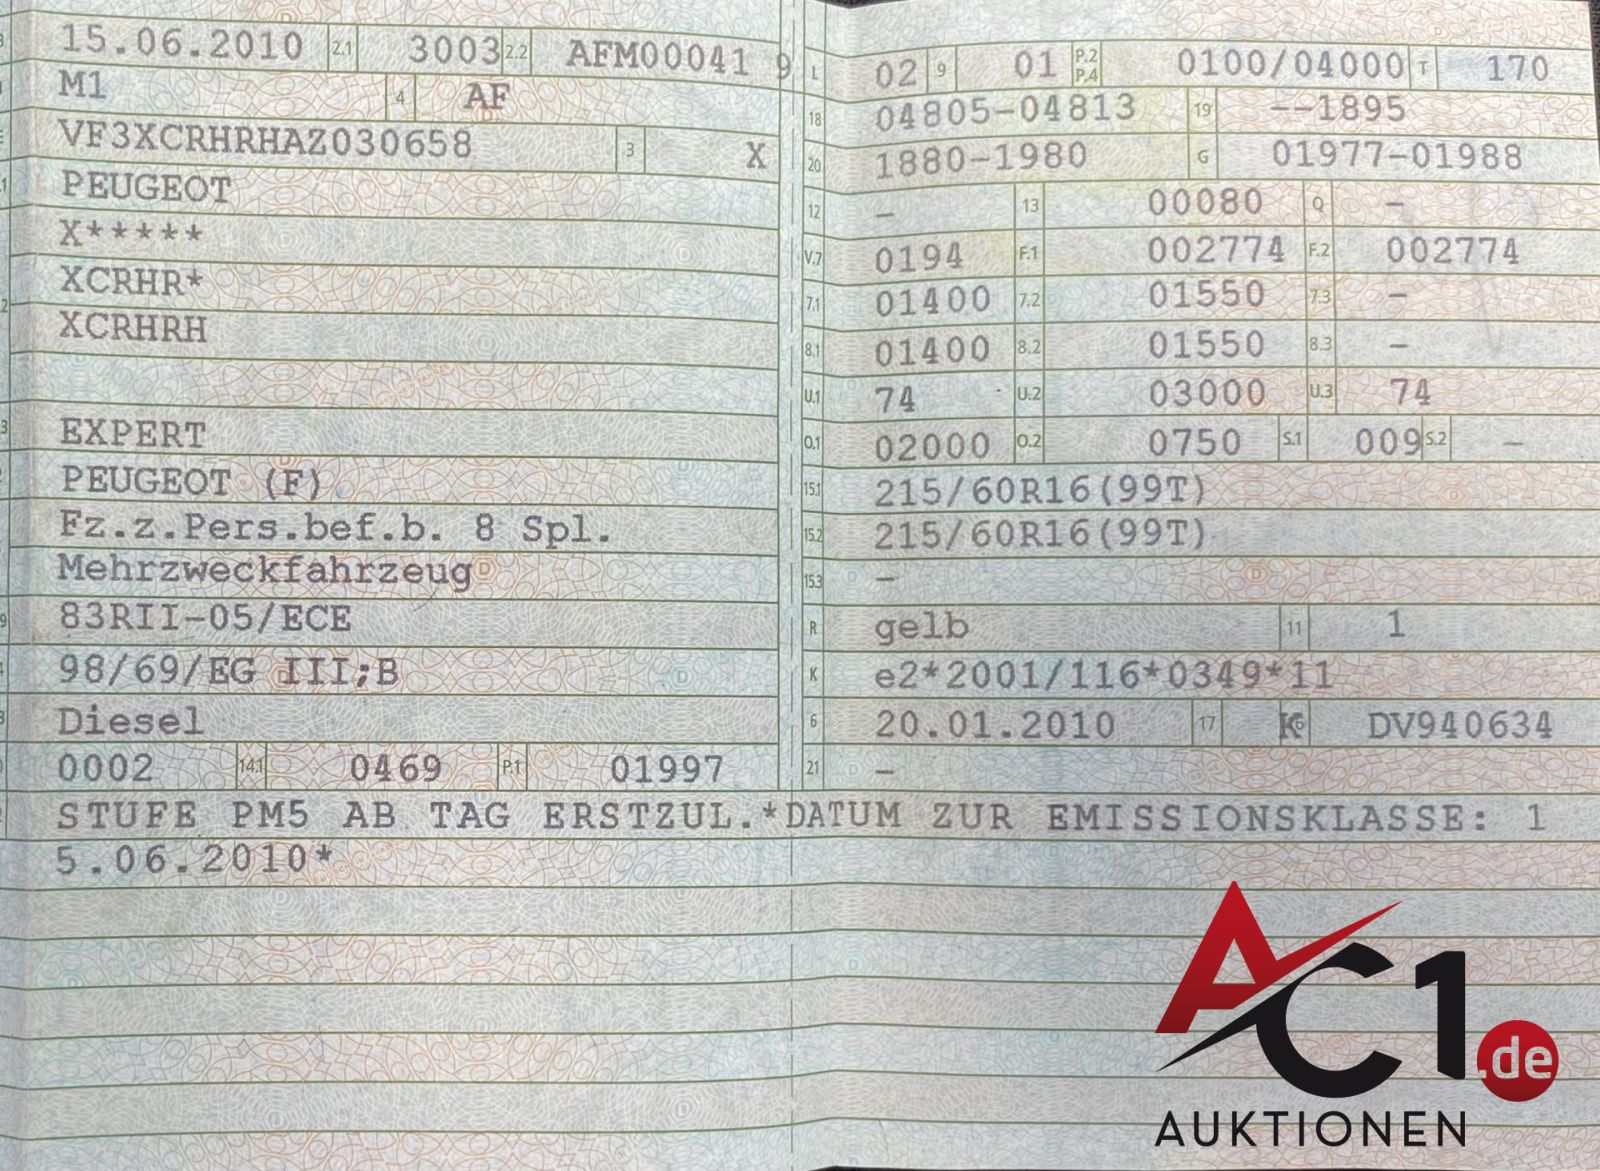 15.06.2010 2.1 3003 2.2 AFM00041 9
M1 4 AF
VF3XCRHRHAZ030658 3 X
PEUGEOT
X*****
XCRHR*
XCRHRH
EXPERT
PEUGEOT (F)
Fz.z.Pers.bef.b. 8 Spl.
Mehrzweckfahrzeug
83RII-05/ECE
98/69/EG III;B
Diesel
0002 14.1 0469 P.1 01997
L 02 9 01 P.2 P.4 0100/04000 T 170
18 04805-04813 19 --1895
20 1880-1980 G 01977-01988
12 - 13 00080 Q -
V.7 0194 F.1 002774 F.2 002774
7.1 01400 7.2 01550 7.3 -
8.1 01400 8.2 01550 8.3 -
U.1 74 U.2 03000 U.3 74
O.1 02000 O.2 0750 S.1 009 S.2 -
15.1 215/60R16(99T)
15.2 215/60R16(99T)
15.3 -
R gelb 11 1
K e2*2001/116*0349*11
6 20.01.2010 17 K 16 DV940634
21 -
STUFE PM5 AB TAG ERSTZUL.*DATUM ZUR EMISSIONSKLASSE: 1
5.06.2010*
AC1.de
AUKTIONEN